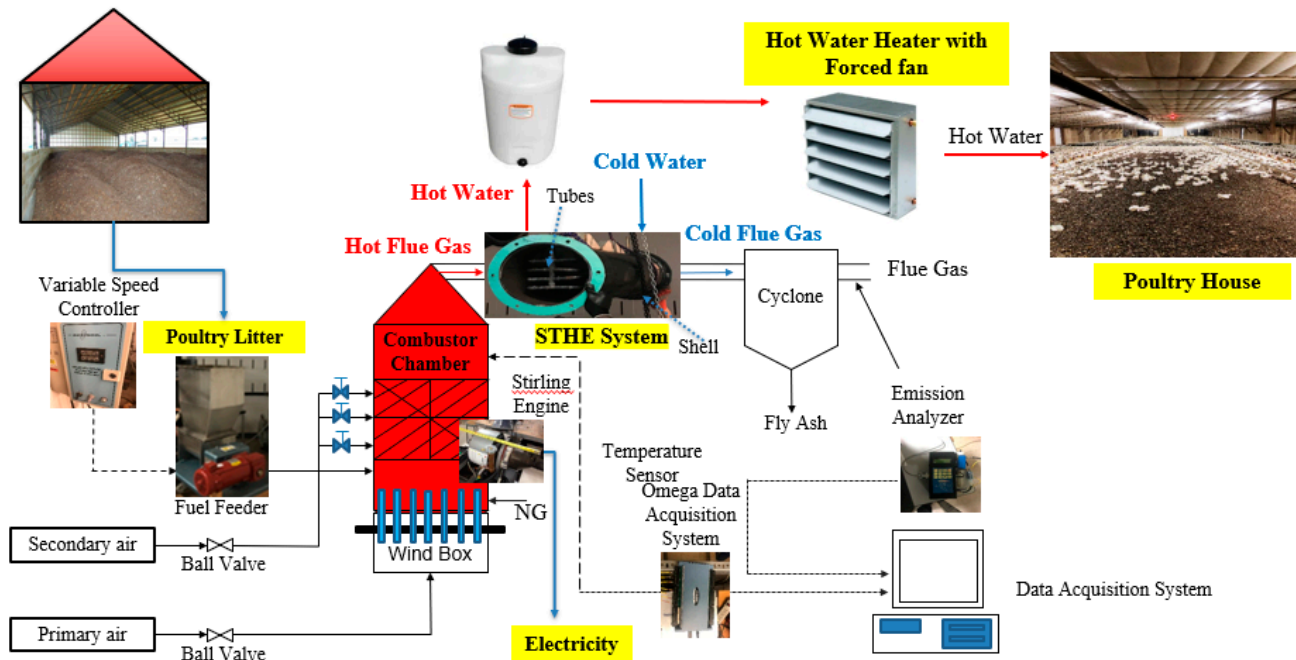 Hot Water Heater with
Forced fan
Hot Water
Cold Water
Hot Water
Tubes
Hot Flue Gas
Cold Flue Gas
Flue Gas
Poultry House
Variable Speed
Controller
Poultry Litter
Cyclone
STHE System
Shell
Combustor
Chamber
Stirling
Engine
Emission
Analyzer
Fly Ash
Temperature
Sensor
Omega Data
Acquisition
System
Fuel Feeder
NG
Secondary air
Ball Valve
Wind Box
Data Acquisition System
Primary air
Ball Valve
Electricity